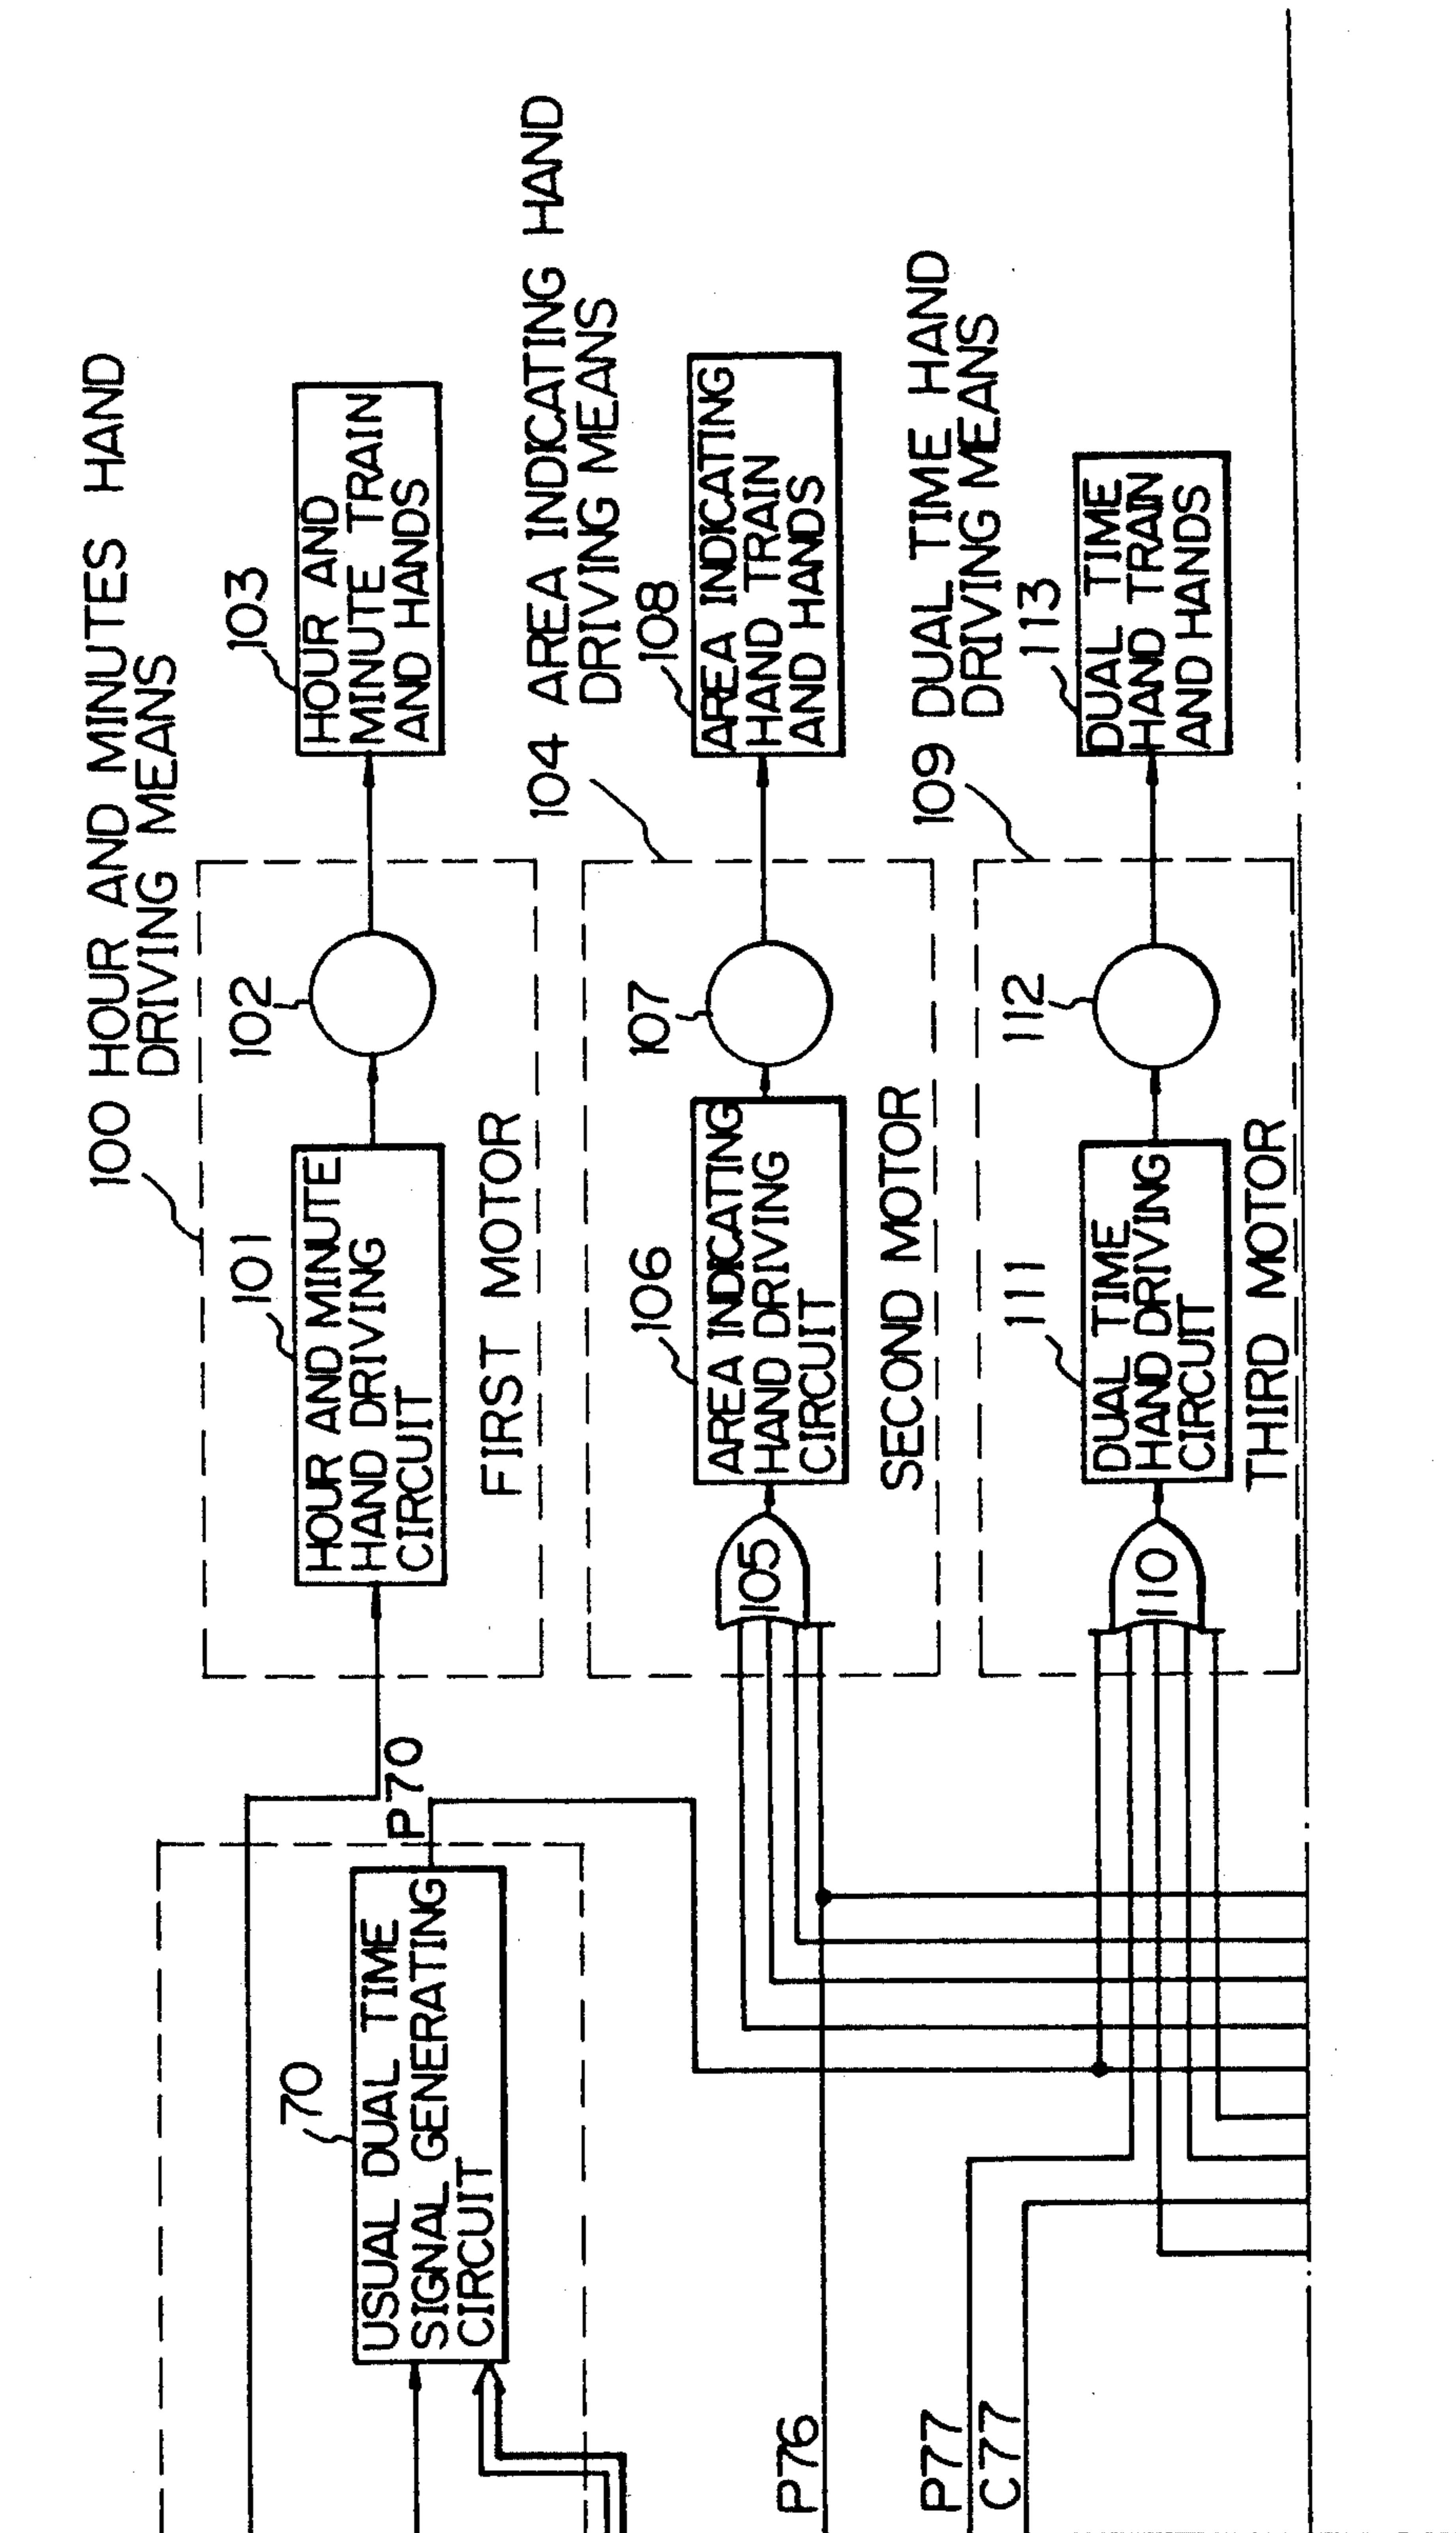 100 HOUR AND MINUTES HAND
DRIVING MEANS
101
HOUR AND MINUTE
HAND DRIVING
CIRCUIT
102
103
HOUR AND
MINUTE TRAIN
AND HANDS
FIRST MOTOR
104 AREA INDICATING HAND
DRIVING MEANS
105
106
AREA INDICATING
HAND DRIVING
CIRCUIT
107
108
AREA INDICATING
HAND TRAIN
AND HANDS
SECOND MOTOR
109 DUAL TIME HAND
DRIVING MEANS
110
111
DUAL TIME
HAND DRIVING
CIRCUIT
112
113
DUAL TIME
HAND TRAIN
AND HANDS
THIRD MOTOR
70
USUAL DUAL TIME
SIGNAL GENERATING
CIRCUIT
P70
P76
P77
C77